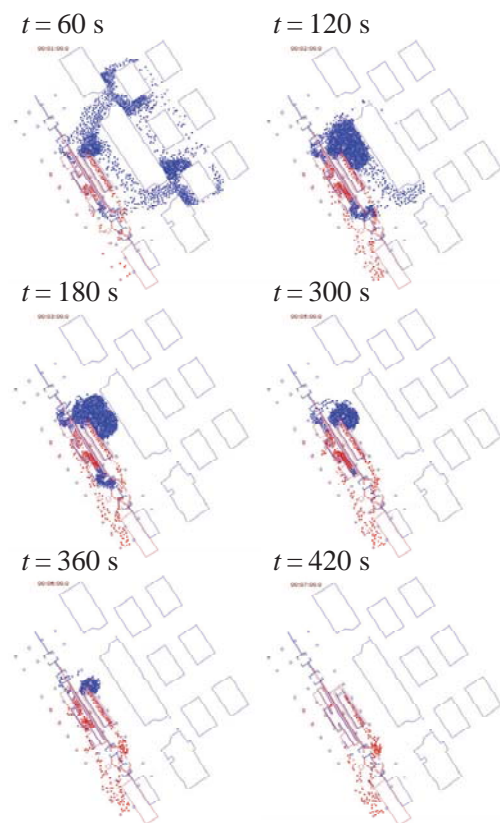 t = 60 s
t = 120 s
t = 180 s
t = 300 s
t = 360 s
t = 420 s